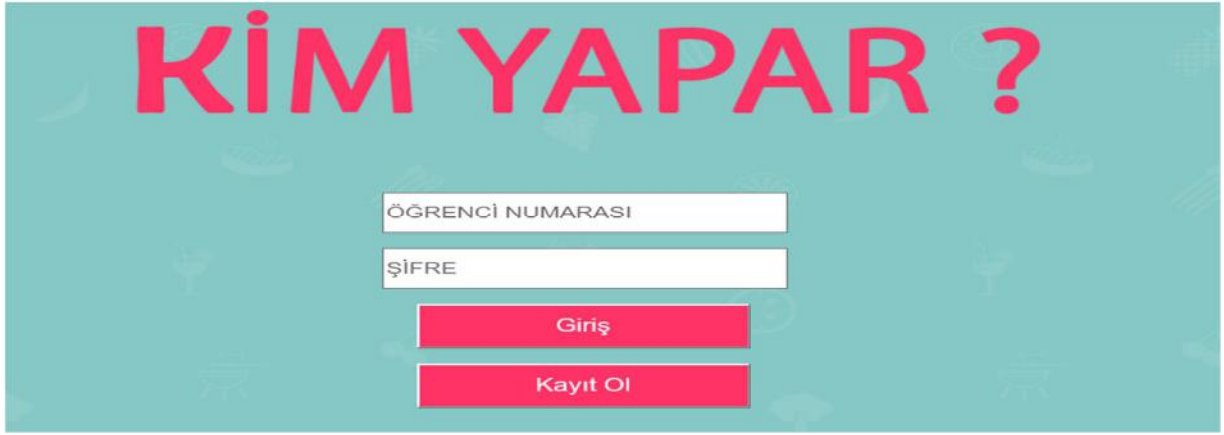 KİM YAPAR ?
ÖĞRENCİ NUMARASI
ŞİFRE
Giriş
Kayıt Ol